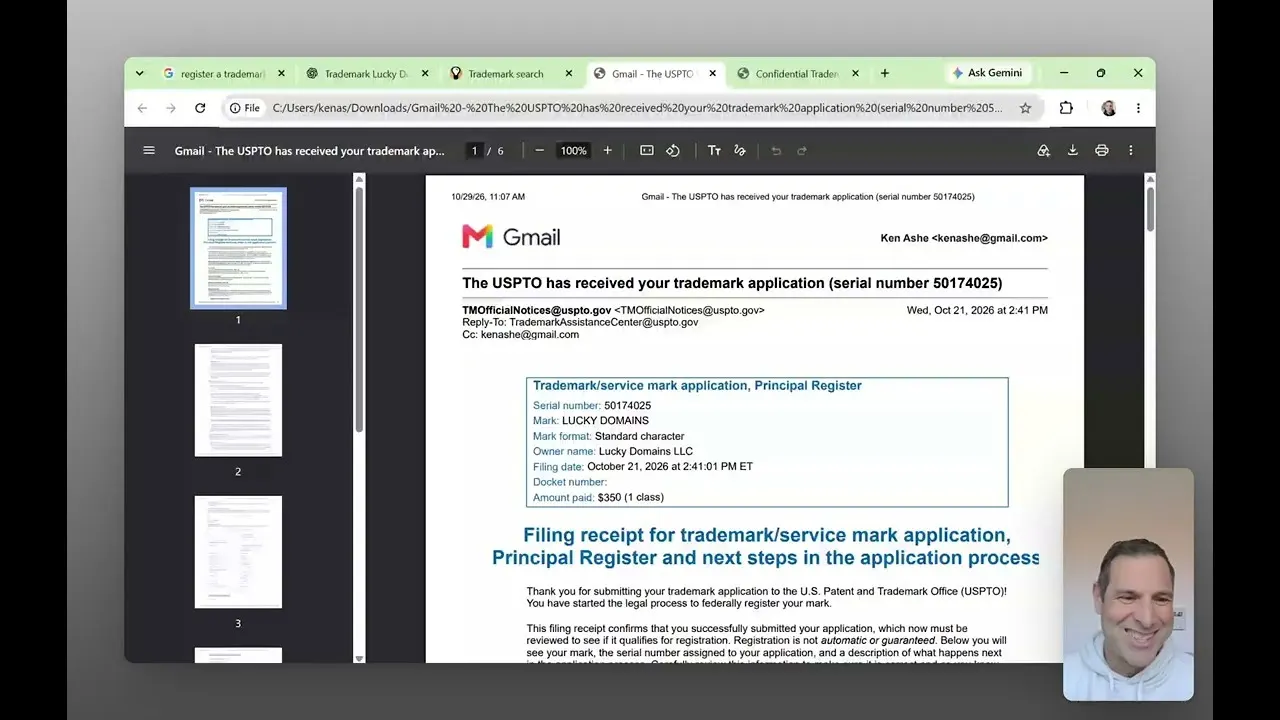 register a trademar
Trademark Lucky D
Trademark search
Gmail - The USPTO
Confidential Traden
Ask Gemini
File
C:/Users/kenas/Downloads/Gmail%20-%20The%20USPTO%20has%20received%20your%20trademark%20application%20(serial%20number%205...
Gmail - The USPTO has received your trademark ap...
1 / 6
100%
10/29/26, 11:07 AM
Gmail - The USPTO has received your trademark application (serial number 50174025)
Gmail
Ken Ashe <kenashe@gmail.com>
The USPTO has received your trademark application (serial number 50174025)
TMOfficialNotices@uspto.gov <TMOfficialNotices@uspto.gov>
Wed, Oct 21, 2026 at 2:41 PM
Reply-To: TrademarkAssistanceCenter@uspto.gov
Cc: kenashe@gmail.com
Trademark/service mark application, Principal Register
Serial number: 50174025
Mark: LUCKY DOMAINS
Mark format: Standard character
Owner name: Lucky Domains LLC
Filing date: October 21, 2026 at 2:41:01 PM ET
Docket number:
Amount paid: $350 (1 class)
Filing receipt for trademark/service mark application,
Principal Register and next steps in the application process
Thank you for submitting your trademark application to the U.S. Patent and Trademark Office (USPTO)!
You have started the legal process to federally register your mark.
This filing receipt confirms that you successfully submitted your application, which now must be
reviewed to see if it qualifies for registration. Registration is not automatic or guaranteed. Below you will
see your mark, the serial number assigned to your application, and a description of what happens next
1
2
3